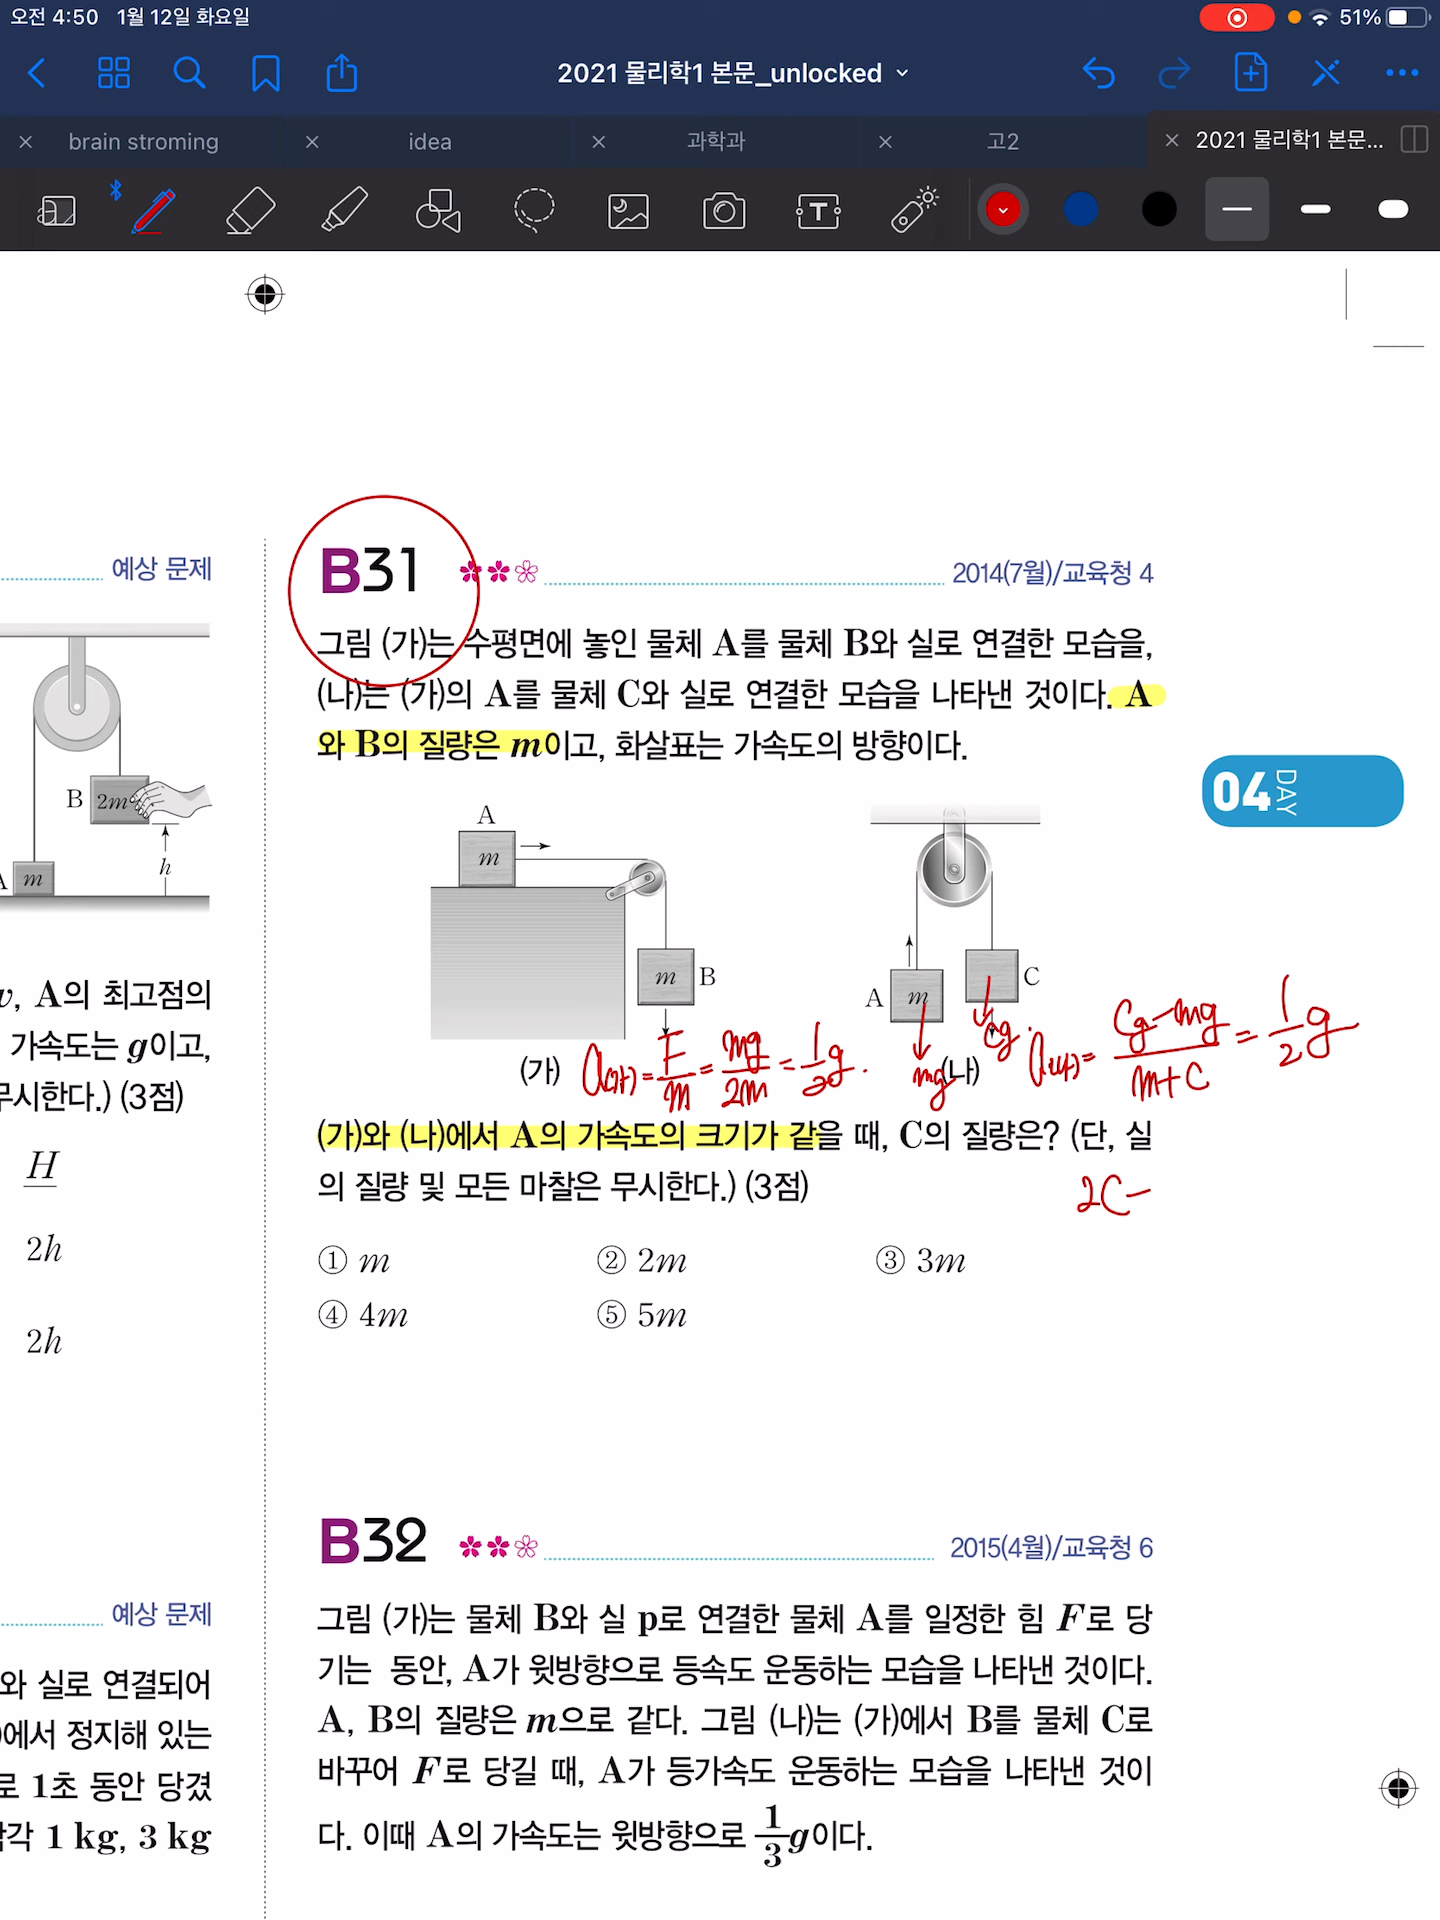 오전 4:50 1월 12일 화요일
51%
2021 물리학1 본문_unlocked
brain stroming
idea
과학과
고2
2021 물리학1 본문...
예상 문제
B 2m
h
A m
v, A의 최고점의
가속도는 g이고,
무시한다.) (3점)
H
2h
2h
예상 문제
와 실로 연결되어
에서 정지해 있는
로 1초 동안 당겼
각각 1 kg, 3 kg
B31
2014(7월)/교육청 4
그림 (가)는 수평면에 놓인 물체 A를 물체 B와 실로 연결한 모습을,
(나)는 (가)의 A를 물체 C와 실로 연결한 모습을 나타낸 것이다. A
와 B의 질량은 m이고, 화살표는 가속도의 방향이다.
04 DAY
A
m
m B
C
A m
mg
Cg
(가) a(가)= F/m = mg/2m = 1/2 g.
(나) a(나)= Cg-mg/m+C = 1/2 g
(가)와 (나)에서 A의 가속도의 크기가 같을 때, C의 질량은? (단, 실
의 질량 및 모든 마찰은 무시한다.) (3점)
2C-
① m ② 2m ③ 3m
④ 4m ⑤ 5m
B32
2015(4월)/교육청 6
그림 (가)는 물체 B와 실 p로 연결한 물체 A를 일정한 힘 F로 당
기는 동안, A가 윗방향으로 등속도 운동하는 모습을 나타낸 것이다.
A, B의 질량은 m으로 같다. 그림 (나)는 (가)에서 B를 물체 C로
바꾸어 F로 당길 때, A가 등가속도 운동하는 모습을 나타낸 것이
다. 이때 A의 가속도는 윗방향으로 1/3 g이다.